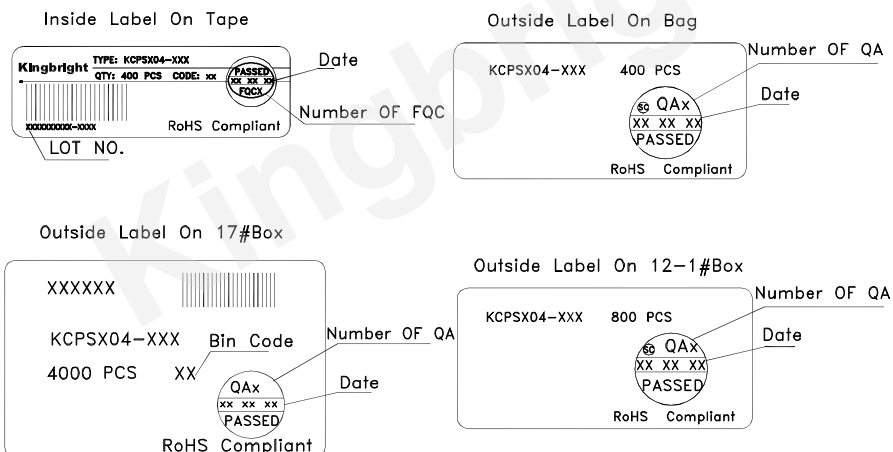 Inside Label On Tape
Kingbright
TYPE: KCPSX04-XXX
QTY: 400 PCS CODE: xx
PASSED
XX XX XX
FQCX
Date
Number OF FQC
XXXXXXXXXX-XXXX
RoHS Compliant
LOT NO.
Outside Label On Bag
KCPSX04-XXX 400 PCS
Number OF QA
SC QAx
Date
XX XX XX
PASSED
RoHS Compliant
Outside Label On 17#Box
XXXXXX
KCPSX04-XXX Bin Code
Number OF QA
4000 PCS XX
QAx
Date
XX XX XX
PASSED
RoHS Compliant
Outside Label On 12-1#Box
KCPSX04-XXX 800 PCS
Number OF QA
SC QAx
Date
XX XX XX
PASSED
RoHS Compliant
Kingbright